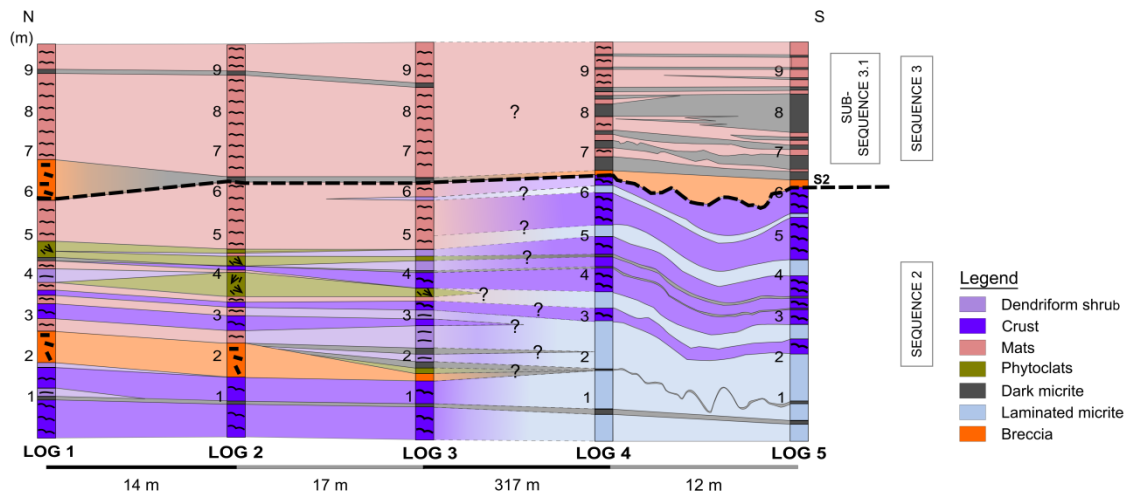 N
S
(m)
9 9 9 9 9
8 8 8 ? 8 8
7 7 7 7 7
6 6 6 ? 6 S2
5 5 5 ? 5 5
4 4 4 ? 4 4
3 3 3 ? 3 3
2 2 2 ? 2 2
1 1 1 ? 1 1
?
?
LOG 1 LOG 2 LOG 3 LOG 4 LOG 5
14 m 17 m 317 m 12 m
SUB-
SEQUENCE 3.1
SEQUENCE 3
SEQUENCE 2
Legend
Dendriform shrub
Crust
Mats
Phytoclats
Dark micrite
Laminated micrite
Breccia